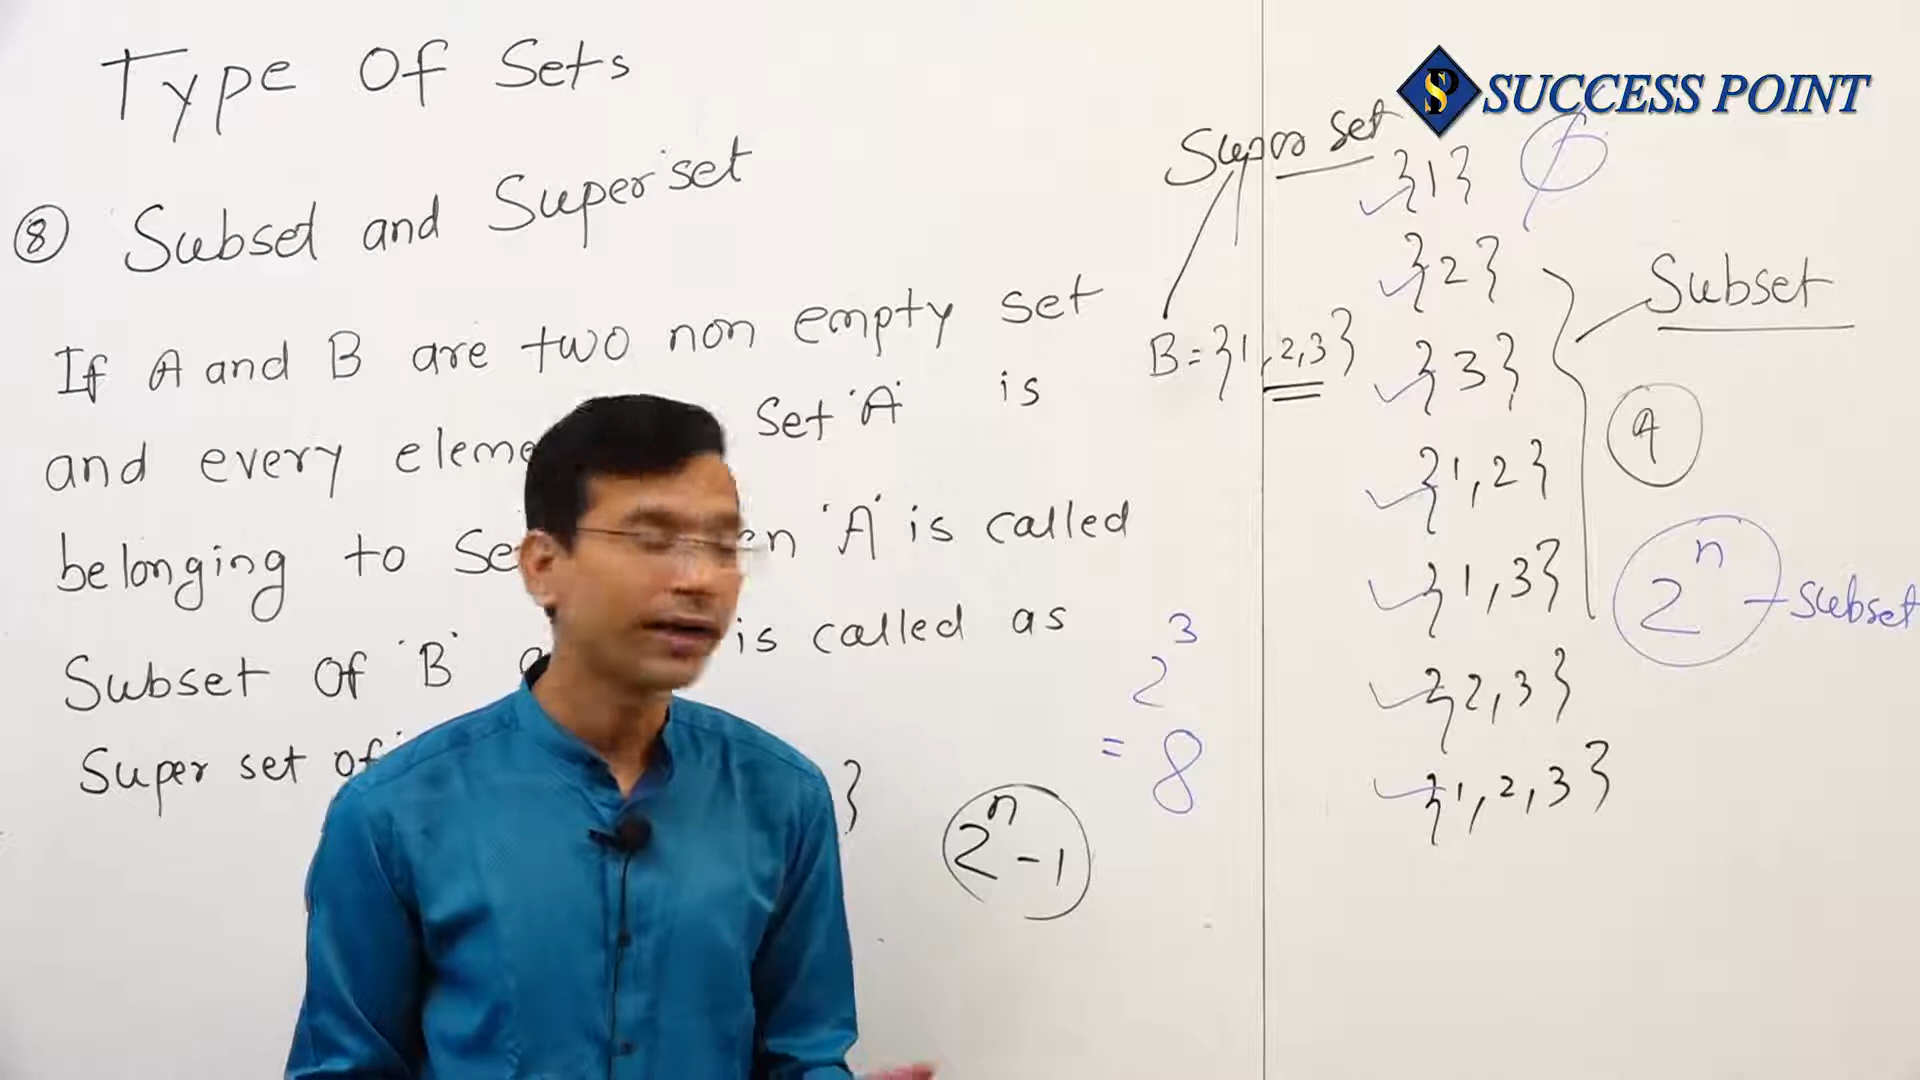 Type Of Sets
⑧ Subset and Superset
If A and B are two non empty set
and every eleme set 'A' is
belonging to Se en 'A' is called
Subset Of 'B' is called as
Super set of }
2ⁿ - 1
2³
= 8
Super set
B = {1, 2, 3}
SP SUCCESS POINT
{1} ϕ
{2}
{3}
{1, 2}
{1, 3}
{2, 3}
{1, 2, 3}
Subset
A
2ⁿ - Subset